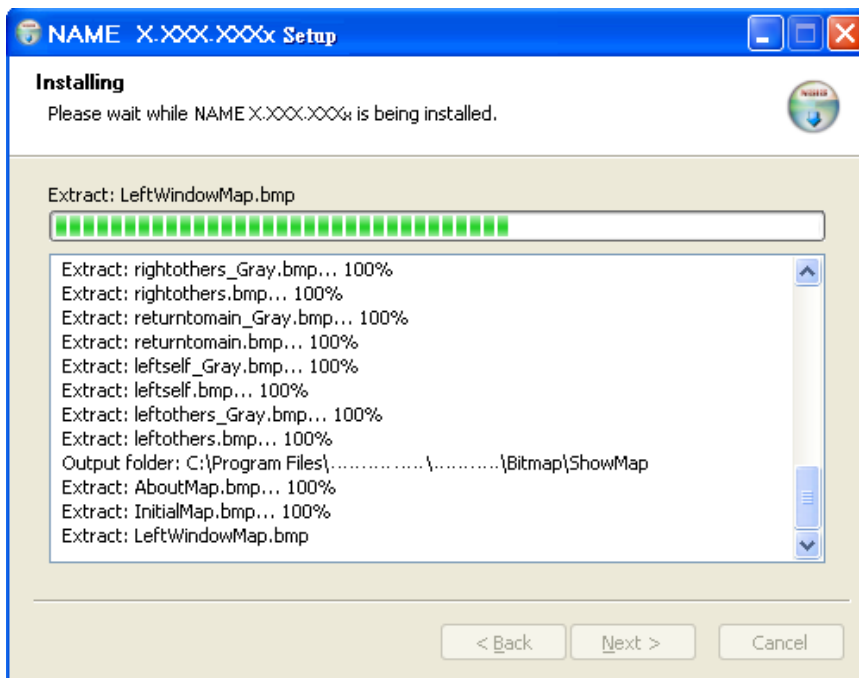 NAME X.XXX.XXXx Setup
Installing
Please wait while NAME X.XXX.XXXx is being installed.
Extract: LeftWindowMap.bmp
Extract: rightothers_Gray.bmp... 100%
Extract: rightothers.bmp... 100%
Extract: returntomain_Gray.bmp... 100%
Extract: returntomain.bmp... 100%
Extract: leftself_Gray.bmp... 100%
Extract: leftself.bmp... 100%
Extract: leftothers_Gray.bmp... 100%
Extract: leftothers.bmp... 100%
Output folder: C:\Program Files\...............\...........\Bitmap\ShowMap
Extract: AboutMap.bmp... 100%
Extract: InitialMap.bmp... 100%
Extract: LeftWindowMap.bmp
< Back
Next >
Cancel